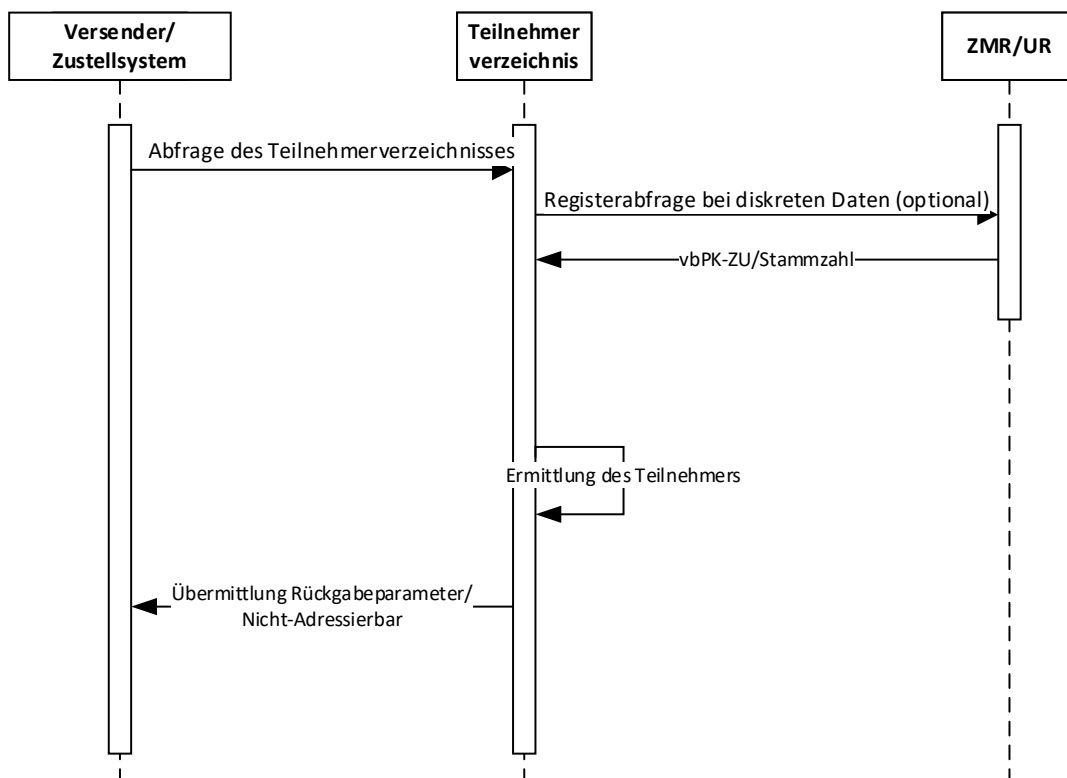 Versender/
Zustellsystem
Teilnehmer
verzeichnis
ZMR/UR
Abfrage des Teilnehmerverzeichnisses
Registerabfrage bei diskreten Daten (optional)
vbPK-ZU/Stammzahl
Ermittlung des Teilnehmers
Übermittlung Rückgabeparameter/
Nicht-Adressierbar